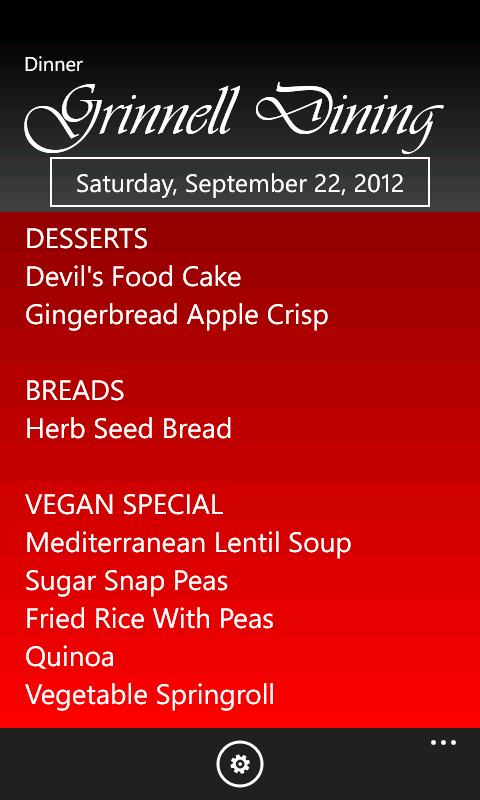 Dinner
Grinnell Dining
Saturday, September 22, 2012
DESSERTS
Devil's Food Cake
Gingerbread Apple Crisp
BREADS
Herb Seed Bread
VEGAN SPECIAL
Mediterranean Lentil Soup
Sugar Snap Peas
Fried Rice With Peas
Quinoa
Vegetable Springroll